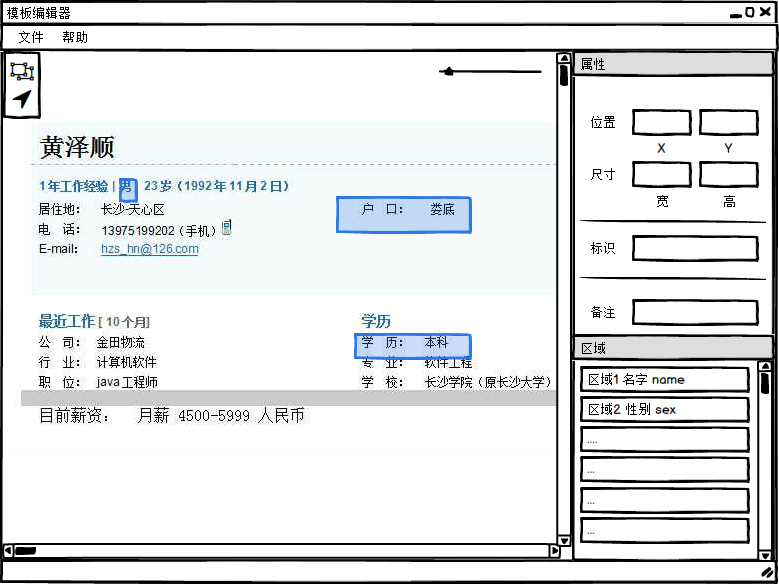 模板编辑器
文件 帮助
属性
位置
X Y
尺寸
宽 高
标识
备注
区域
区域1 名字 name
区域2 性别 sex
....
...
...
...
黄泽顺
1年工作经验 | 男 23岁（1992年11月2日）
居住地： 长沙-天心区 户 口： 娄底
电 话： 13975199202（手机）
E-mail: hzs_hn@126.com
最近工作 [ 10个月] 学历
公 司： 金田物流 学 历： 本科
行 业： 计算机软件 专 业： 软件工程
职 位： java工程师 学 校： 长沙学院（原长沙大学）
目前薪资： 月薪 4500-5999 人民币